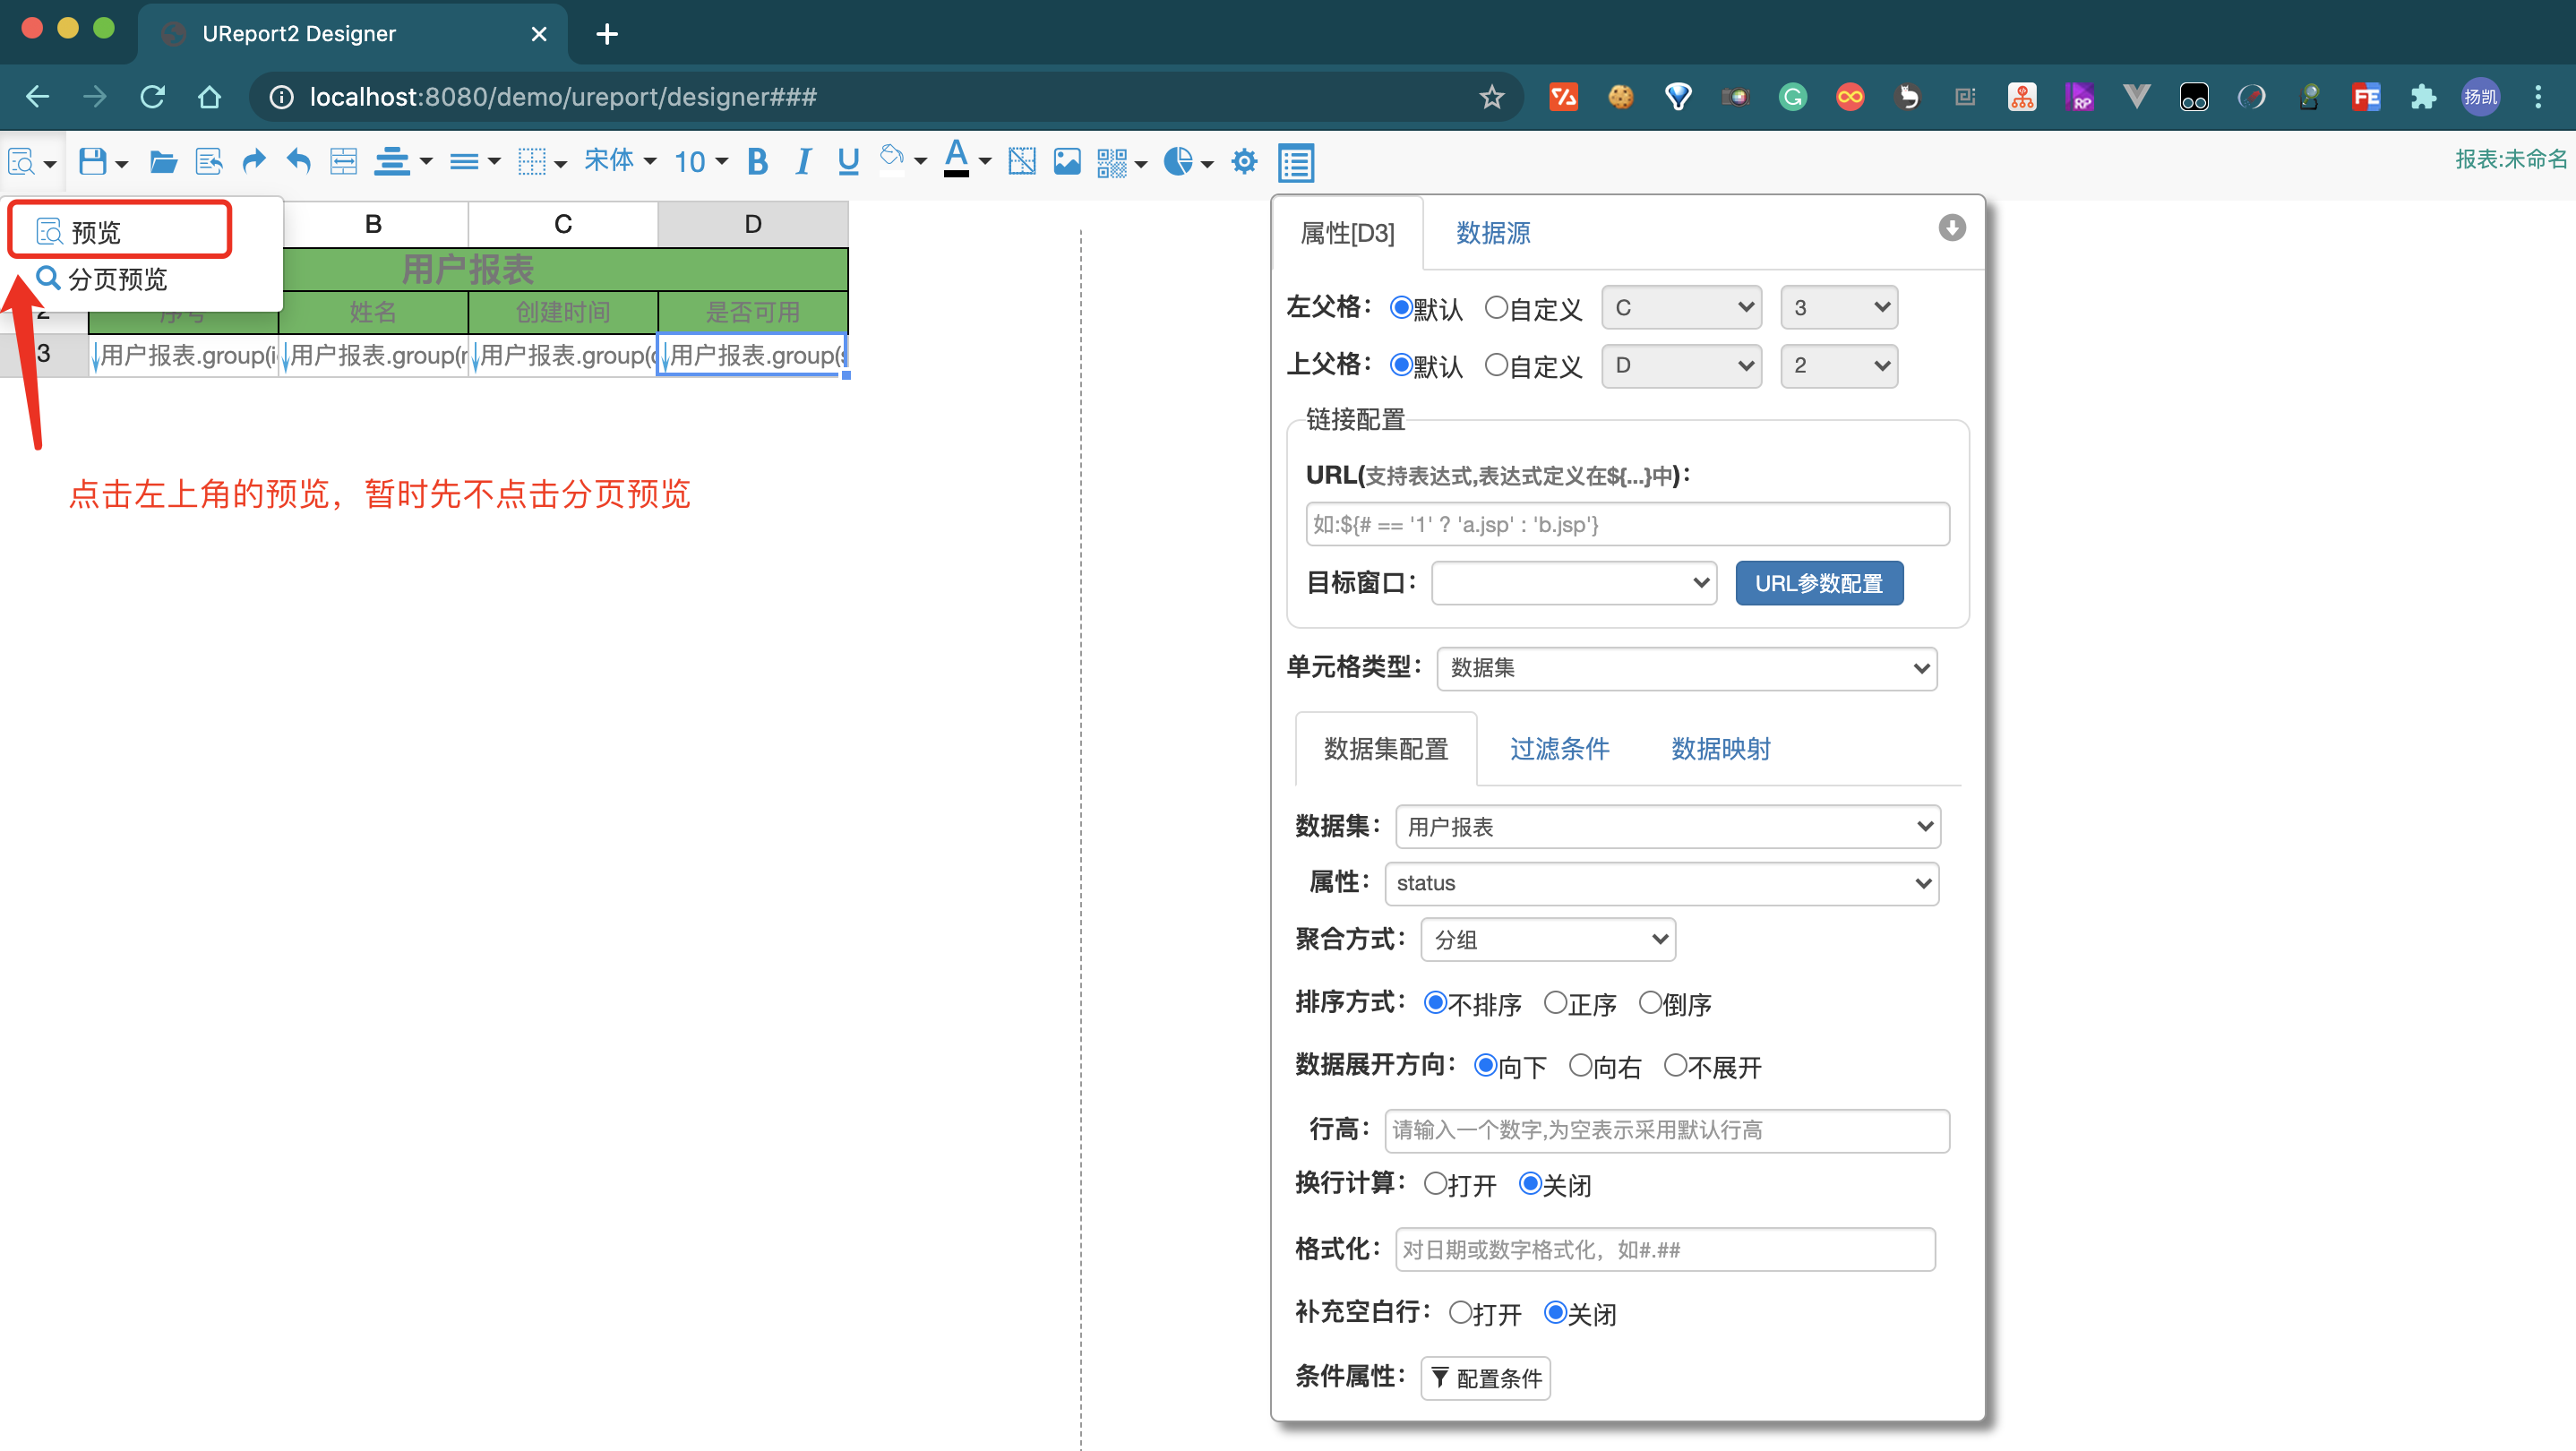 UReport2 Designer
localhost:8080/demo/ureport/designer###
扬凯
宋体
10
报表:未命名
预览
分页预览
B
C
D
用户报表
2
序号
姓名
创建时间
是否可用
3
用户报表.group(i
用户报表.group(
用户报表.group(
用户报表.group(s
点击左上角的预览，暂时先不点击分页预览
属性[D3]
数据源
左父格：
默认
自定义
C
3
上父格：
默认
自定义
D
2
链接配置
URL(支持表达式,表达式定义在${...}中)：
如:${# == '1' ? 'a.jsp' : 'b.jsp'}
目标窗口：
URL参数配置
单元格类型：
数据集
数据集配置
过滤条件
数据映射
数据集：
用户报表
属性：
status
聚合方式：
分组
排序方式：
不排序
正序
倒序
数据展开方向：
向下
向右
不展开
行高：
请输入一个数字,为空表示采用默认行高
换行计算：
打开
关闭
格式化：
对日期或数字格式化，如#.##
补充空白行：
打开
关闭
条件属性：
配置条件